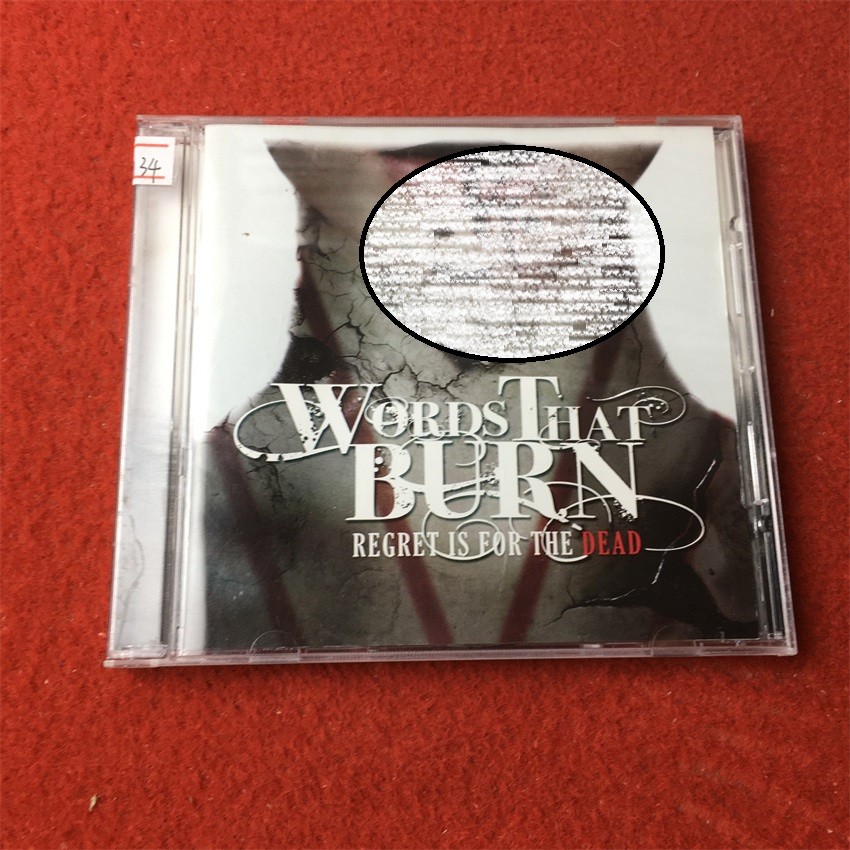 34
WORDS THAT
BURN
REGRET IS FOR THE DEAD